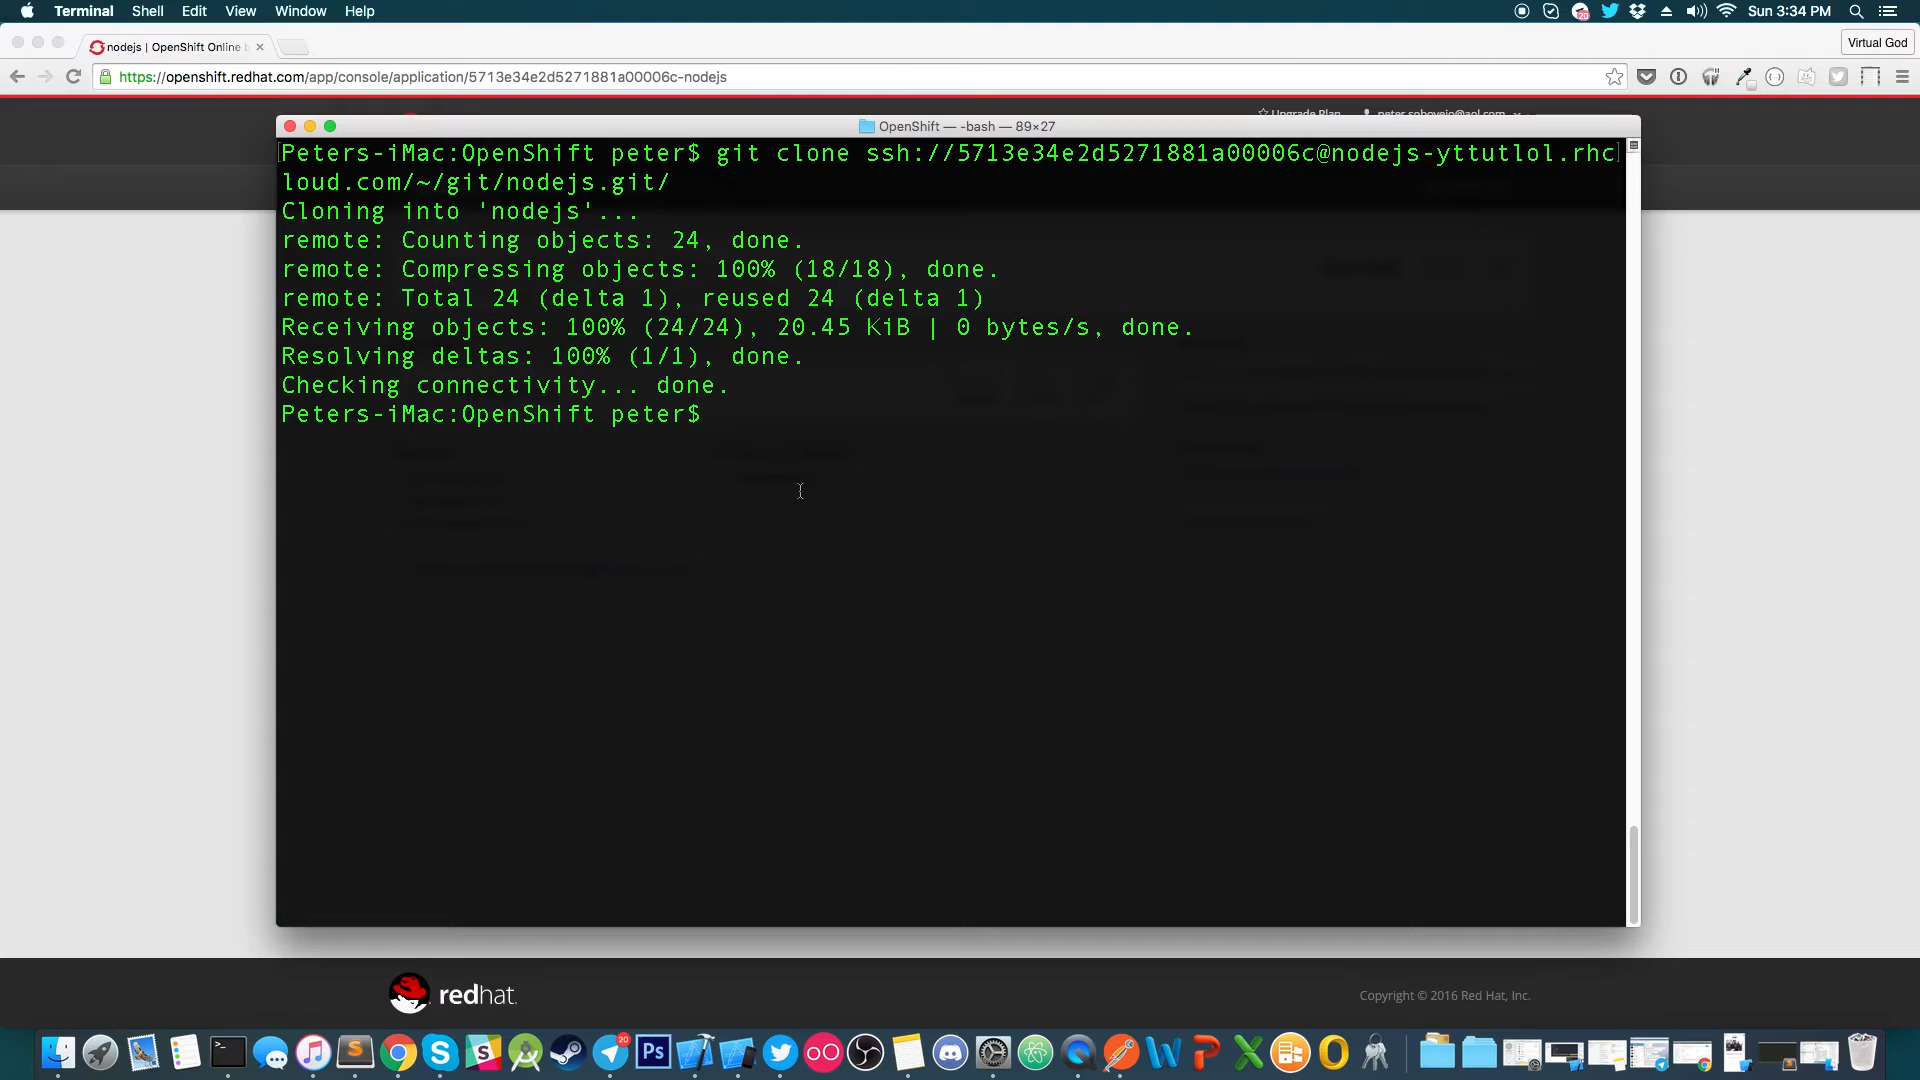 Terminal Shell Edit View Window Help
20
Sun 3:34 PM
nodejs | OpenShift Online
Virtual God
https://openshift.redhat.com/app/console/application/5713e34e2d5271881a00006c-nodejs
Upgrade Plan
OpenShift — -bash — 89×27
Peters-iMac:OpenShift peter$ git clone ssh://5713e34e2d5271881a00006c@nodejs-yttutlol.rhc
loud.com/~/git/nodejs.git/
Cloning into 'nodejs'...
remote: Counting objects: 24, done.
remote: Compressing objects: 100% (18/18), done.
remote: Total 24 (delta 1), reused 24 (delta 1)
Receiving objects: 100% (24/24), 20.45 KiB | 0 bytes/s, done.
Resolving deltas: 100% (1/1), done.
Checking connectivity... done.
Peters-iMac:OpenShift peter$
redhat.
Copyright © 2016 Red Hat, Inc.
20
Ps